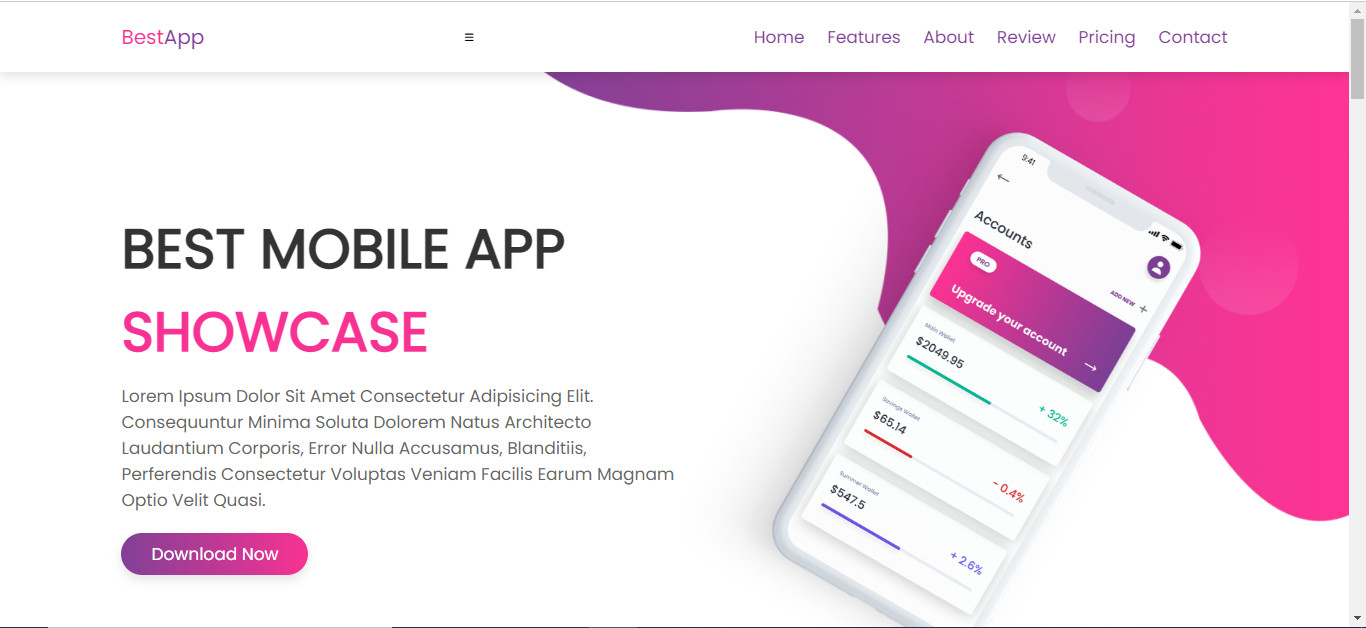 BestApp
≡
Home Features About Review Pricing Contact
BEST MOBILE APP
SHOWCASE
Lorem Ipsum Dolor Sit Amet Consectetur Adipisicing Elit.
Consequuntur Minima Soluta Dolorem Natus Architecto
Laudantium Corporis, Error Nulla Accusamus, Blanditiis,
Perferendis Consectetur Voluptas Veniam Facilis Earum Magnam
Optio Velit Quasi.
Download Now
9:41
Accounts
ADD NEW +
PRO
Upgrade your account
Main Wallet
$2049.95
+ 32%
Savings Wallet
$65.14
- 0.4%
Summer Wallet
$547.5
+ 2.6%